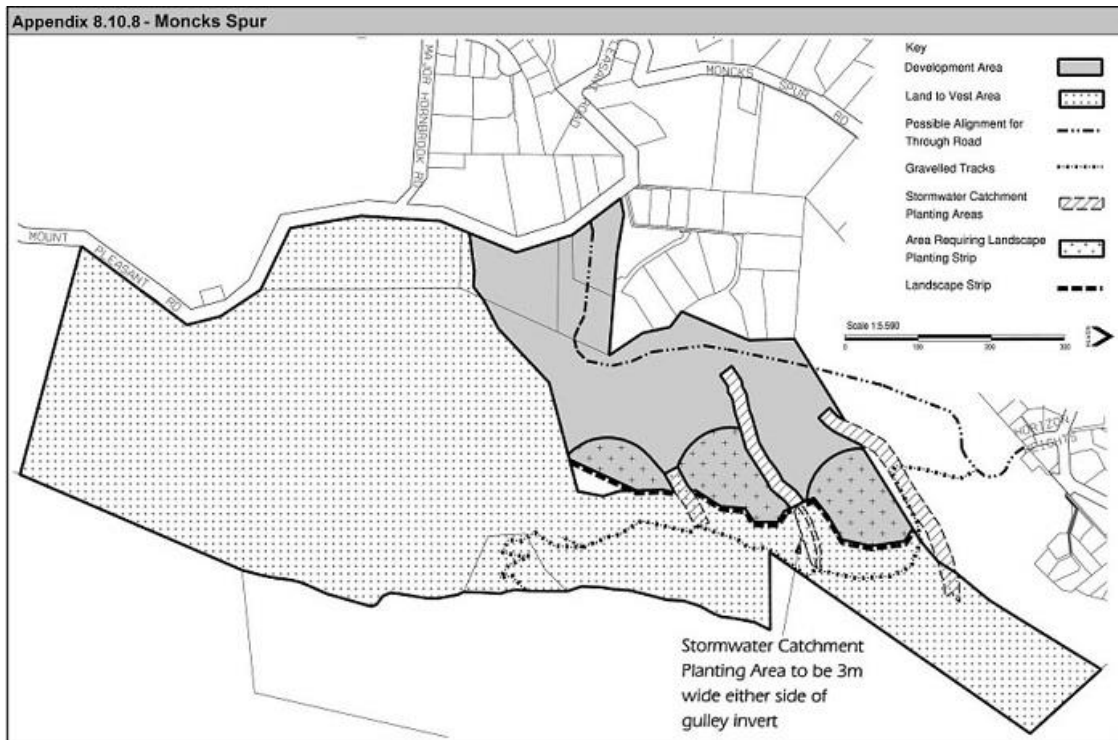 Appendix 8.10.8 - Moncks Spur
Key
Development Area
Land to Vest Area
Possible Alignment for
Through Road
Gravelled Tracks
Stormwater Catchment
Planting Areas
Area Requiring Landscape
Planting Strip
Landscape Strip
Scale 1:5.590
0 100 200 300
NORTH
MAJOR HORNBROOK RD
ROAD
MONCKS SPUR RD
MOUNT PLEASANT RD
HORIZON
Stormwater Catchment
Planting Area to be 3m
wide either side of
gulley invert